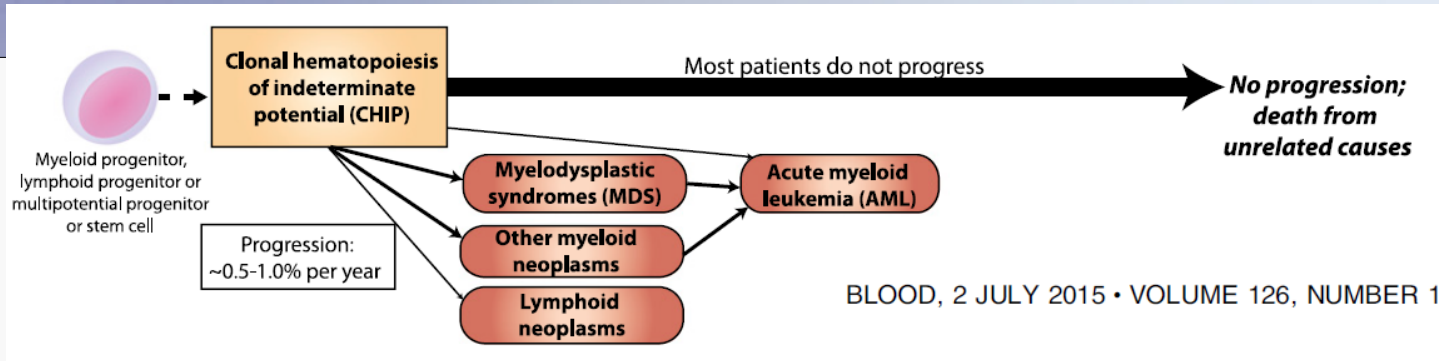 Clonal hematopoiesis
of indeterminate
potential (CHIP)
Most patients do not progress
No progression;
death from
unrelated causes
Myeloid progenitor,
lymphoid progenitor or
multipotential progenitor
or stem cell
Myelodysplastic
syndromes (MDS)
Acute myeloid
leukemia (AML)
Progression:
~0.5-1.0% per year
Other myeloid
neoplasms
Lymphoid
neoplasms
BLOOD, 2 JULY 2015 • VOLUME 126, NUMBER 1